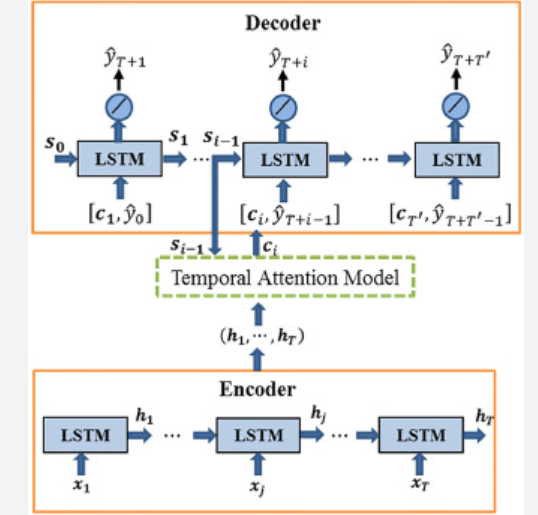 Decoder
ŷ_{T+1} ŷ_{T+i} ŷ_{T+T'}
s_0 LSTM s_1 ... s_{i-1} LSTM ... LSTM
[c_1, ŷ_0] [c_i, ŷ_{T+i-1}] [c_{T'}, ŷ_{T+T'-1}]
s_{i-1} c_i
Temporal Attention Model
(h_1, ..., h_T)
Encoder
LSTM h_1 ... LSTM h_j ... LSTM h_T
x_1 x_j x_T